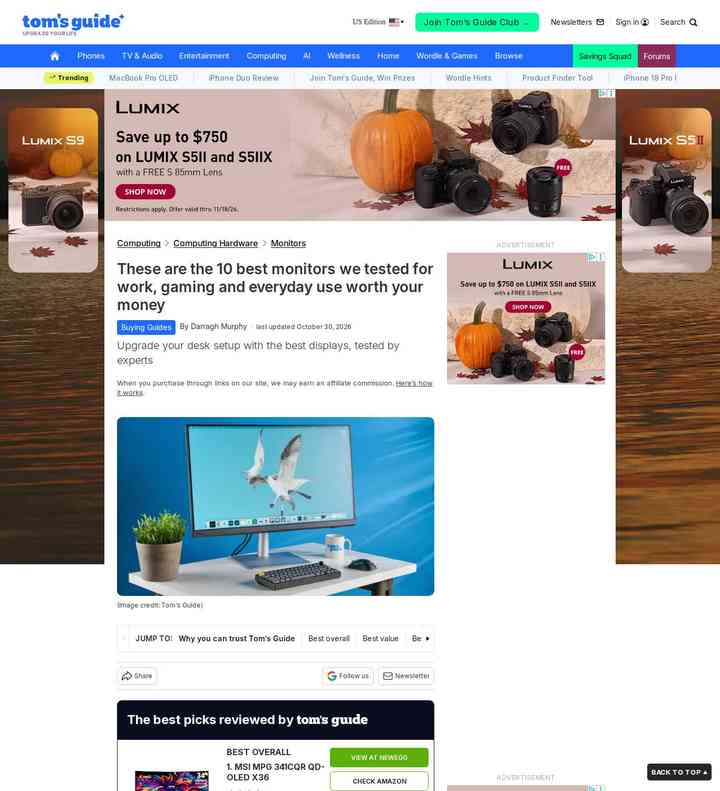 tom's guide
UPGRADE YOUR LIFE
US Edition
Join Tom's Guide Club →
Newsletters
Sign in
Search
Phones
TV & Audio
Entertainment
Computing
AI
Wellness
Home
Wordle & Games
Browse
Savings Squad
Forums
Trending
MacBook Pro OLED
iPhone Duo Review
Join Tom's Guide, Win Prizes
Wordle Hints
Product Finder Tool
iPhone 18 Pro
LUMIX S9
LUMIX
Save up to $750
on LUMIX S5II and S5IIX
with a FREE S 85mm Lens
SHOP NOW
Restrictions apply. Offer valid thru 11/18/26.
FREE
LUMIX S5II
Computing > Computing Hardware > Monitors
These are the 10 best monitors we tested for
work, gaming and everyday use worth your
money
Buying Guides
By Darragh Murphy
last updated October 30, 2026
Upgrade your desk setup with the best displays, tested by
experts
When you purchase through links on our site, we may earn an affiliate commission. Here's how
it works.
ADVERTISEMENT
LUMIX
Save up to $750 on LUMIX S5II and S5IIX
with a FREE S 85mm Lens
SHOP NOW
FREE
(Image credit: Tom's Guide)
JUMP TO:
Why you can trust Tom's Guide
Best overall
Best value
Be
Share
Follow us
Newsletter
The best picks reviewed by tom's guide
BEST OVERALL
1. MSI MPG 341CQR QD-
OLED X36
VIEW AT NEWEGG
CHECK AMAZON
34"
ADVERTISEMENT
BACK TO TOP